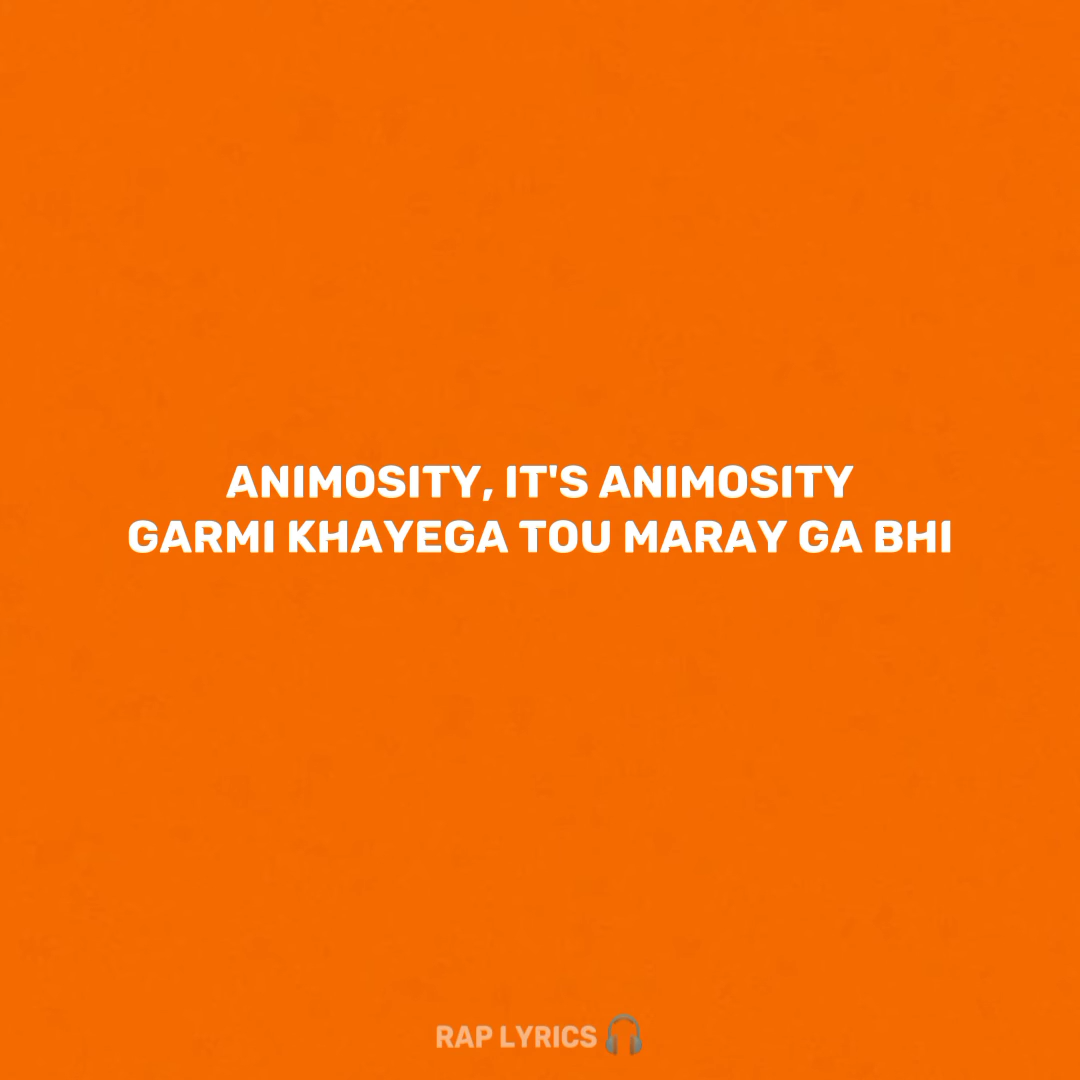 ANIMOSITY, IT'S ANIMOSITY
GARMI KHAYEGA TOU MARAY GA BHI
RAP LYRICS 🎧